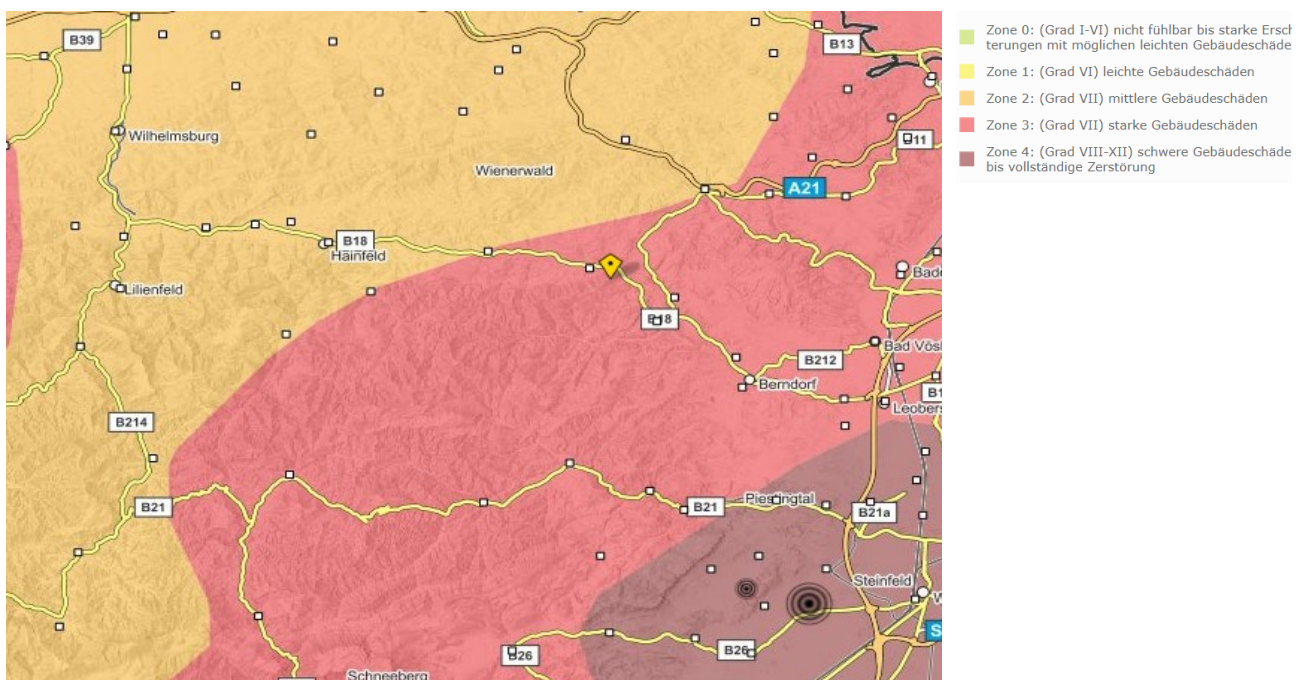 B39
B13
Wilhelmsburg
B11
Wienerwald
A21
B18
Hainfeld
Lilienfeld
B18
Bad Vösl
B212
Berndorf
B1
Leobers
B214
B21
B21
Piestingtal
B21a
Steinfeld
W
S
B26
B26
Schneeberg
Zone 0: (Grad I-VI) nicht fühlbar bis starke Ersch
terungen mit möglichen leichten Gebäudeschäde
Zone 1: (Grad VI) leichte Gebäudeschäden
Zone 2: (Grad VII) mittlere Gebäudeschäden
Zone 3: (Grad VII) starke Gebäudeschäden
Zone 4: (Grad VIII-XII) schwere Gebäudeschäde
bis vollständige Zerstörung